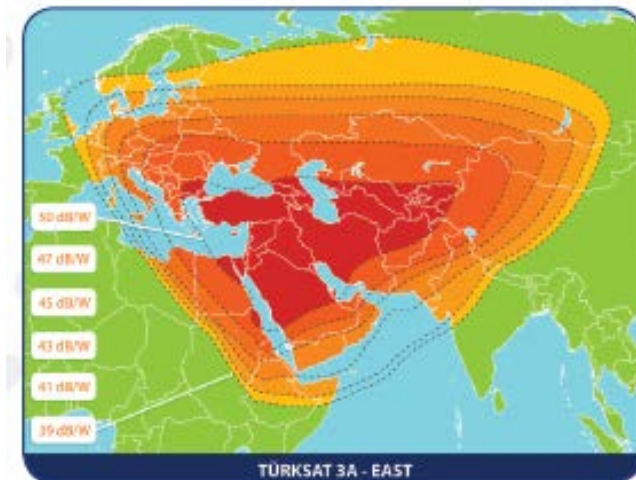 50 dB/W
47 dB/W
45 dB/W
43 dB/W
41 dB/W
39 dB/W
TÜRKSAT 3A - EAST